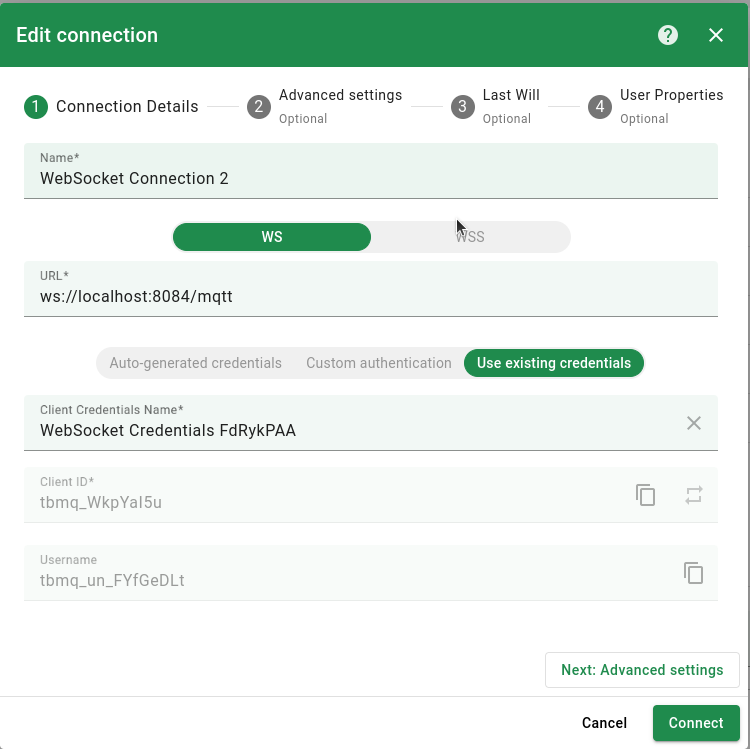 Edit connection
1 Connection Details
2 Advanced settings
Optional
3 Last Will
Optional
4 User Properties
Optional
Name*
WebSocket Connection 2
WS
WSS
URL*
ws://localhost:8084/mqtt
Auto-generated credentials
Custom authentication
Use existing credentials
Client Credentials Name*
WebSocket Credentials FdRykPAA
Client ID*
tbmq_WkpYaI5u
Username
tbmq_un_FYfGeDLt
Next: Advanced settings
Cancel
Connect